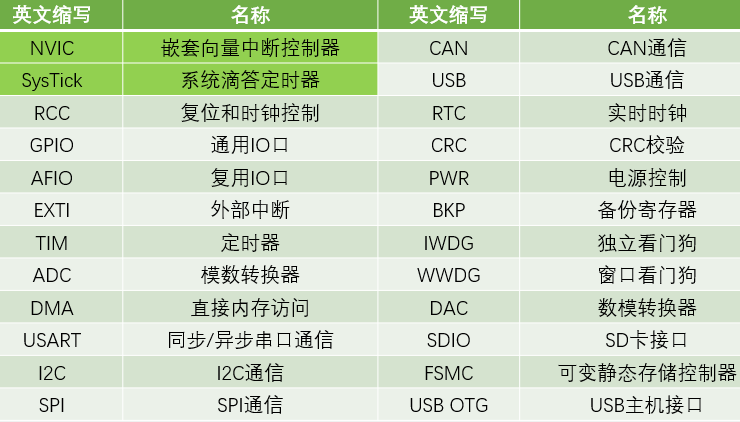 英文缩写 名称 英文缩写 名称
NVIC 嵌套向量中断控制器 CAN CAN通信
SysTick 系统滴答定时器 USB USB通信
RCC 复位和时钟控制 RTC 实时时钟
GPIO 通用IO口 CRC CRC校验
AFIO 复用IO口 PWR 电源控制
EXTI 外部中断 BKP 备份寄存器
TIM 定时器 IWDG 独立看门狗
ADC 模数转换器 WWDG 窗口看门狗
DMA 直接内存访问 DAC 数模转换器
USART 同步/异步串口通信 SDIO SD卡接口
I2C I2C通信 FSMC 可变静态存储控制器
SPI SPI通信 USB OTG USB主机接口